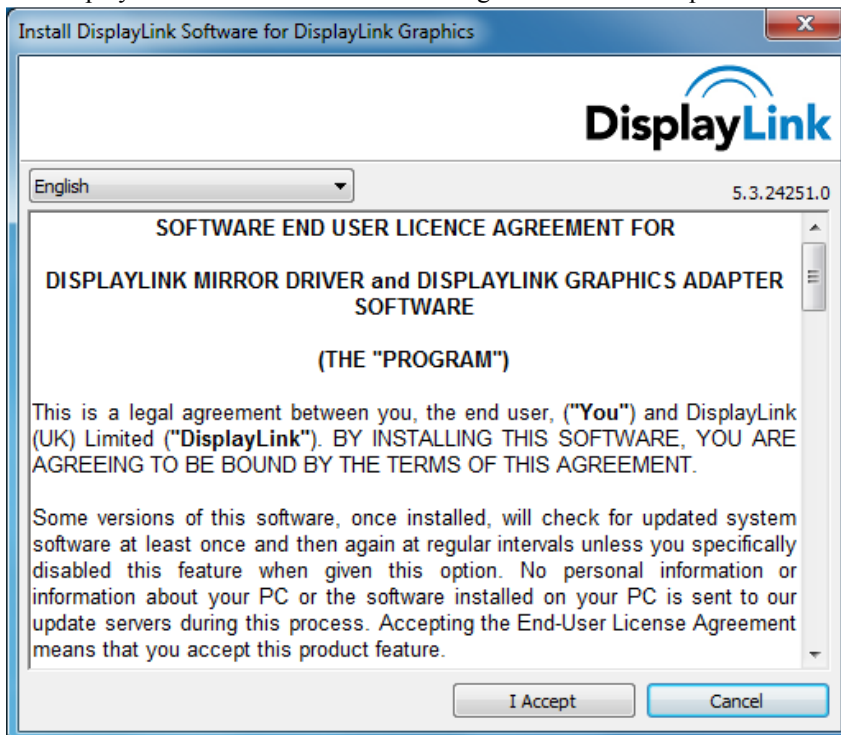 Install DisplayLink Software for DisplayLink Graphics
DisplayLink
English
5.3.24251.0
SOFTWARE END USER LICENCE AGREEMENT FOR
DISPLAYLINK MIRROR DRIVER and DISPLAYLINK GRAPHICS ADAPTER
SOFTWARE
(THE "PROGRAM")
This is a legal agreement between you, the end user, ("You") and DisplayLink
(UK) Limited ("DisplayLink"). BY INSTALLING THIS SOFTWARE, YOU ARE
AGREEING TO BE BOUND BY THE TERMS OF THIS AGREEMENT.
Some versions of this software, once installed, will check for updated system
software at least once and then again at regular intervals unless you specifically
disabled this feature when given this option. No personal information or
information about your PC or the software installed on your PC is sent to our
update servers during this process. Accepting the End-User License Agreement
means that you accept this product feature.
I Accept
Cancel